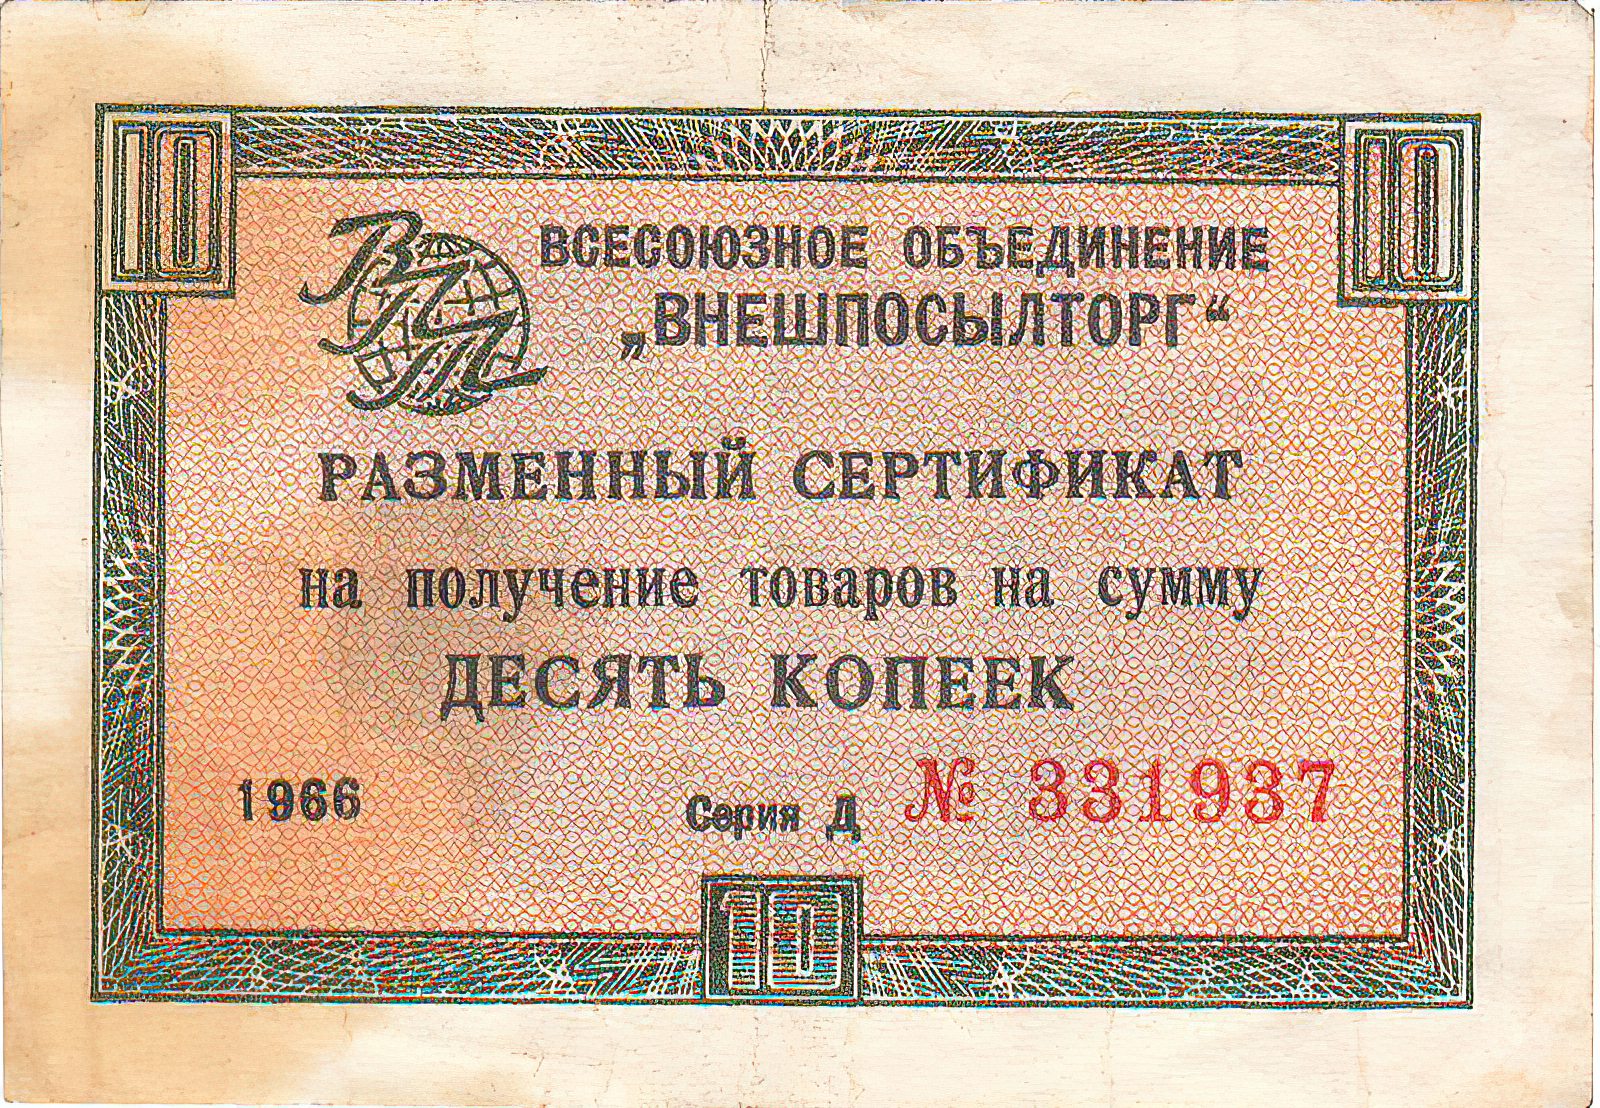 10 10
ВПТ
ВСЕСОЮЗНОЕ ОБЪЕДИНЕНИЕ
„ВНЕШПОСЫЛТОРГ“
РАЗМЕННЫЙ СЕРТИФИКАТ
на получение товаров на сумму
ДЕСЯТЬ КОПЕЕК
1966 Серия Д № 331937
10